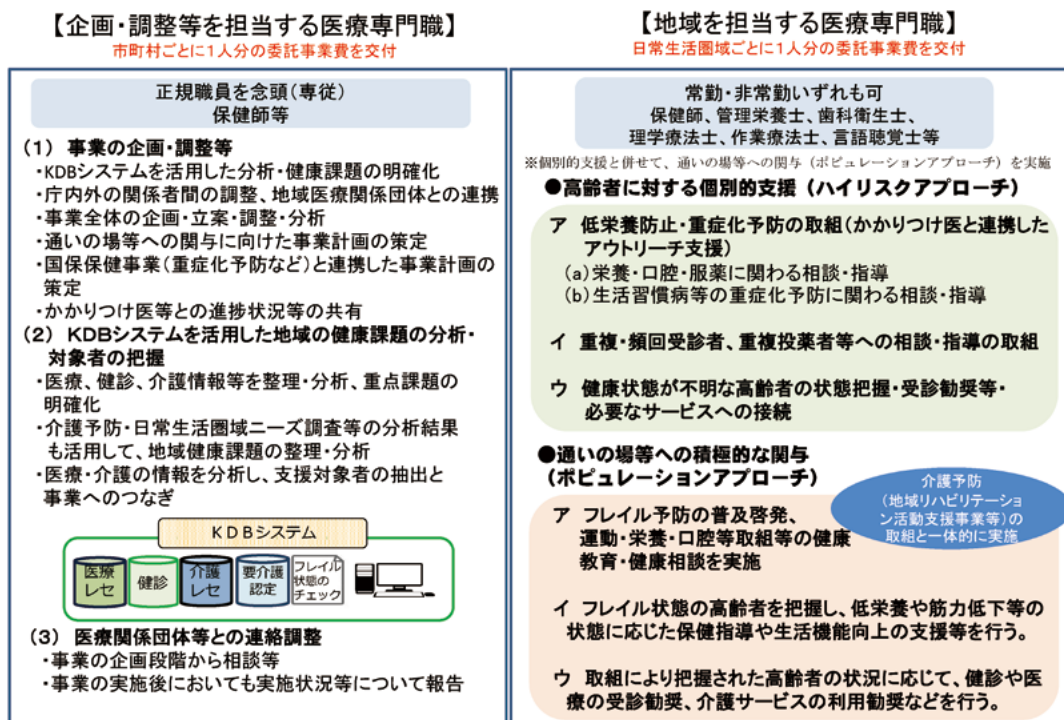 【企画・調整等を担当する医療専門職】
市町村ごとに1人分の委託事業費を交付
正規職員を念頭(専従)
保健師等
(1) 事業の企画・調整等
・KDBシステムを活用した分析・健康課題の明確化
・庁内外の関係者間の調整、地域医療関係団体との連携
・事業全体の企画・立案・調整・分析
・通いの場等への関与に向けた事業計画の策定
・国保保健事業(重症化予防など)と連携した事業計画の
策定
・かかりつけ医等との進捗状況等の共有
(2) KDBシステムを活用した地域の健康課題の分析・
対象者の把握
・医療、健診、介護情報等を整理・分析、重点課題の
明確化
・介護予防・日常生活圏域ニーズ調査等の分析結果
も活用して、地域健康課題の整理・分析
・医療・介護の情報を分析し、支援対象者の抽出と
事業へのつなぎ
KDBシステム
医療
レセ
健診
介護
レセ
要介護
認定
フレイル
状態の
チェック
(3) 医療関係団体等との連絡調整
・事業の企画段階から相談等
・事業の実施後においても実施状況等について報告
【地域を担当する医療専門職】
日常生活圏域ごとに1人分の委託事業費を交付
常勤・非常勤いずれも可
保健師、管理栄養士、歯科衛生士、
理学療法士、作業療法士、言語聴覚士等
※個別的支援と併せて、通いの場等への関与(ポピュレーションアプローチ)を実施
●高齢者に対する個別的支援(ハイリスクアプローチ)
ア 低栄養防止・重症化予防の取組(かかりつけ医と連携した
アウトリーチ支援)
(a)栄養・口腔・服薬に関わる相談・指導
(b)生活習慣病等の重症化予防に関わる相談・指導
イ 重複・頻回受診者、重複投薬者等への相談・指導の取組
ウ 健康状態が不明な高齢者の状態把握・受診勧奨等・
必要なサービスへの接続
●通いの場等への積極的な関与
(ポピュレーションアプローチ)
介護予防
(地域リハビリテーショ
ン活動支援事業等)の
取組と一体的に実施
ア フレイル予防の普及啓発、
運動・栄養・口腔等取組等の健康
教育・健康相談を実施
イ フレイル状態の高齢者を把握し、低栄養や筋力低下等の
状態に応じた保健指導や生活機能向上の支援等を行う。
ウ 取組により把握された高齢者の状況に応じて、健診や医
療の受診勧奨、介護サービスの利用勧奨などを行う。